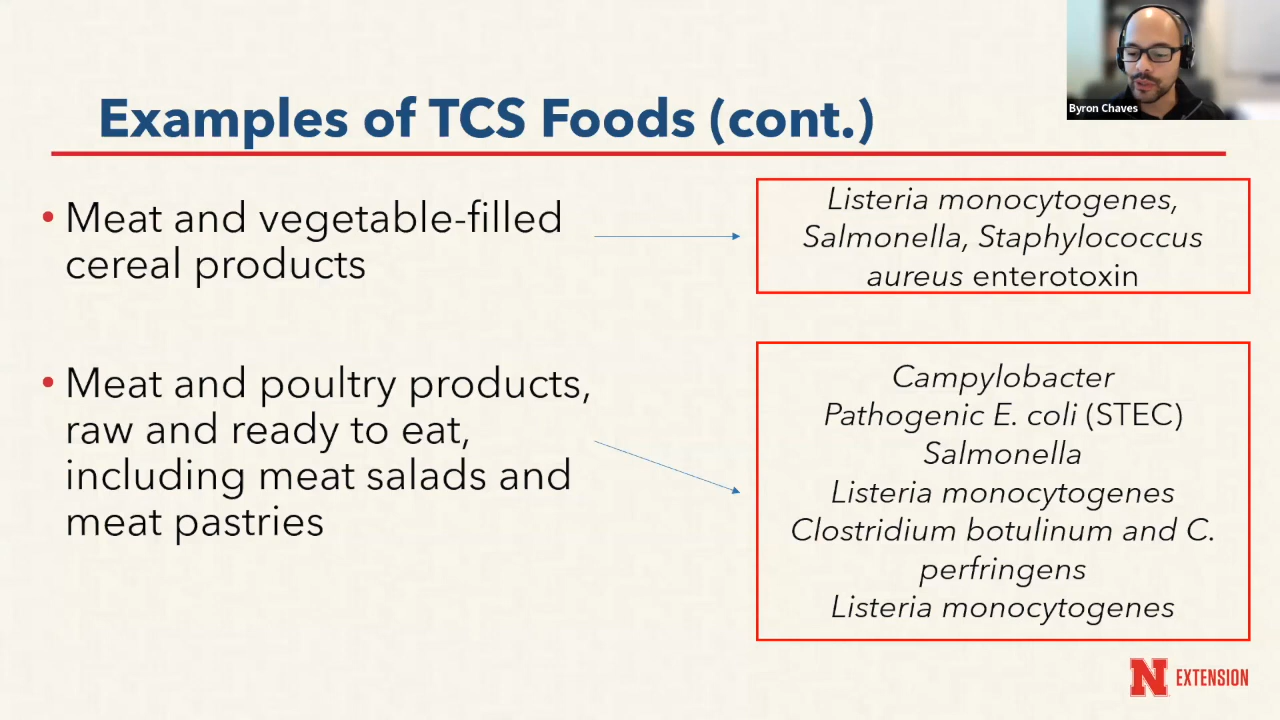 Byron Chaves
Examples of TCS Foods (cont.)
• Meat and vegetable-filled
cereal products
Listeria monocytogenes,
Salmonella, Staphylococcus
aureus enterotoxin
• Meat and poultry products,
raw and ready to eat,
including meat salads and
meat pastries
Campylobacter
Pathogenic E. coli (STEC)
Salmonella
Listeria monocytogenes
Clostridium botulinum and C.
perfringens
Listeria monocytogenes
N EXTENSION